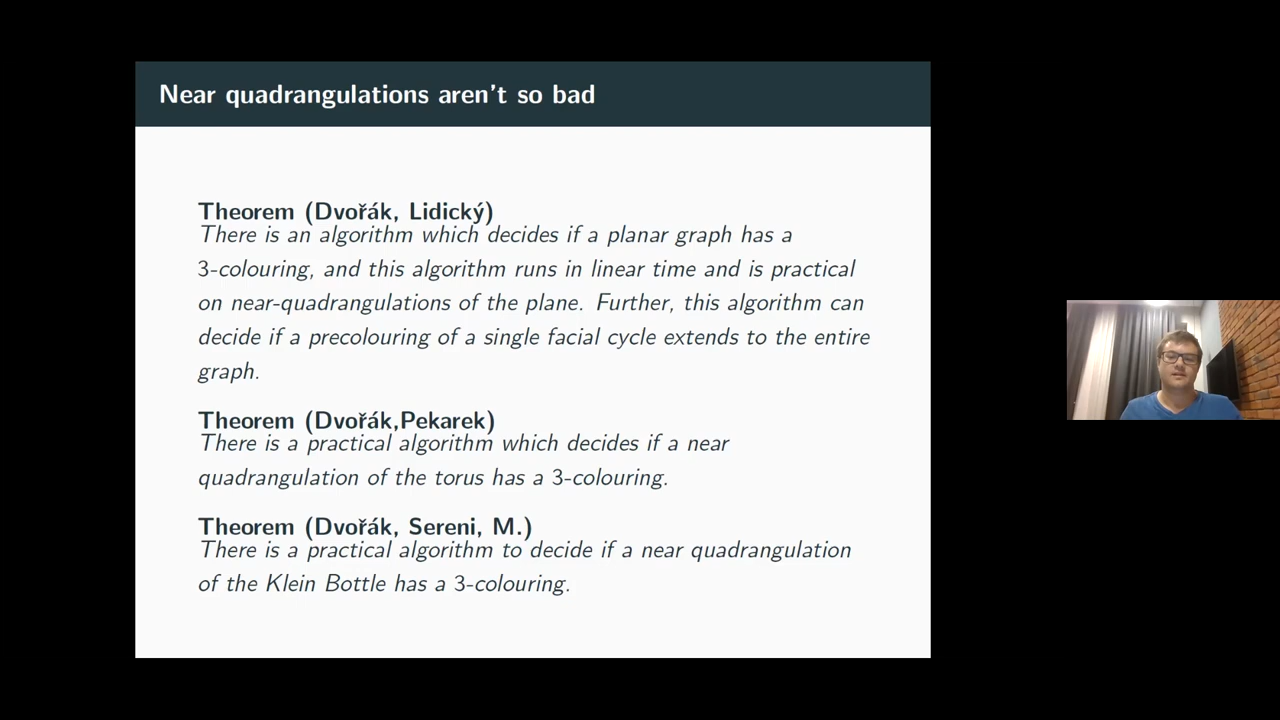 Near quadrangulations aren't so bad
Theorem (Dvořák, Lidický)
There is an algorithm which decides if a planar graph has a
3-colouring, and this algorithm runs in linear time and is practical
on near-quadrangulations of the plane. Further, this algorithm can
decide if a precolouring of a single facial cycle extends to the entire
graph.
Theorem (Dvořák,Pekarek)
There is a practical algorithm which decides if a near
quadrangulation of the torus has a 3-colouring.
Theorem (Dvořák, Sereni, M.)
There is a practical algorithm to decide if a near quadrangulation
of the Klein Bottle has a 3-colouring.